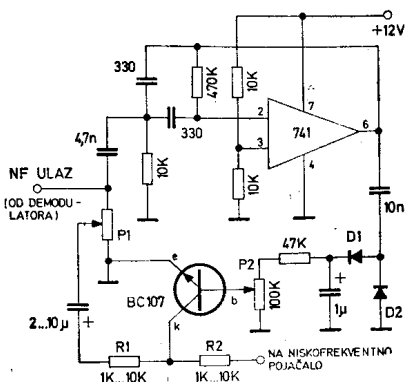 +12V
330
470K
10K
7
2
741
6
3
4
330
4,7n
10K
10K
10n
NF ULAZ
(OD DEMODU-
LATORA)
P1
e
BC107
b
k
P2
100K
47K
D1
1µ
+
D2
2...10µ
+
R1
1K...10K
R2
1K...10K
NA NISKOFREKVENTNO
POJAČALO